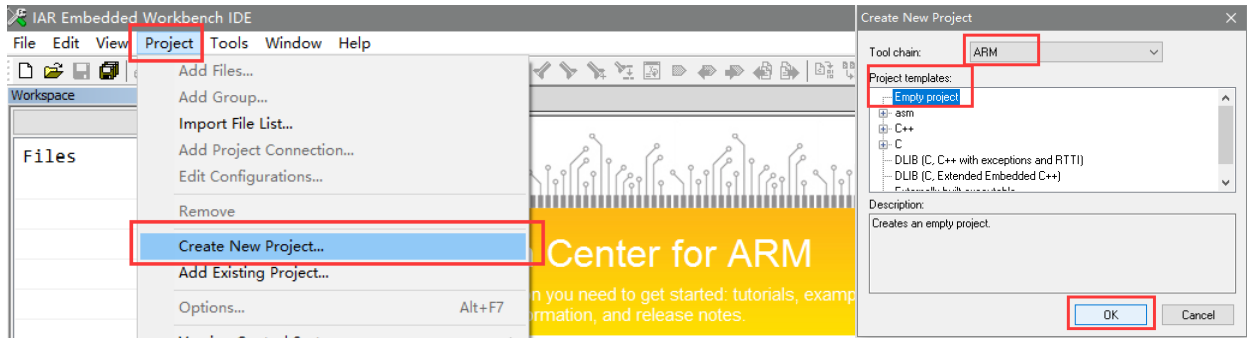 IAR Embedded Workbench IDE
File Edit View Project Tools Window Help
Workspace
Files
Add Files...
Add Group...
Import File List...
Add Project Connection...
Edit Configurations...
Remove
Create New Project...
Add Existing Project...
Options... Alt+F7
Center for ARM
you need to get started: tutorials,
and release notes.
Create New Project
Tool chain: ARM
Project templates:
Empty project
asm
C++
C
DLIB (C, C++ with exceptions and RTTI)
DLIB (C, Extended Embedded C++)
Externally built executable
Description:
Creates an empty project.
OK Cancel